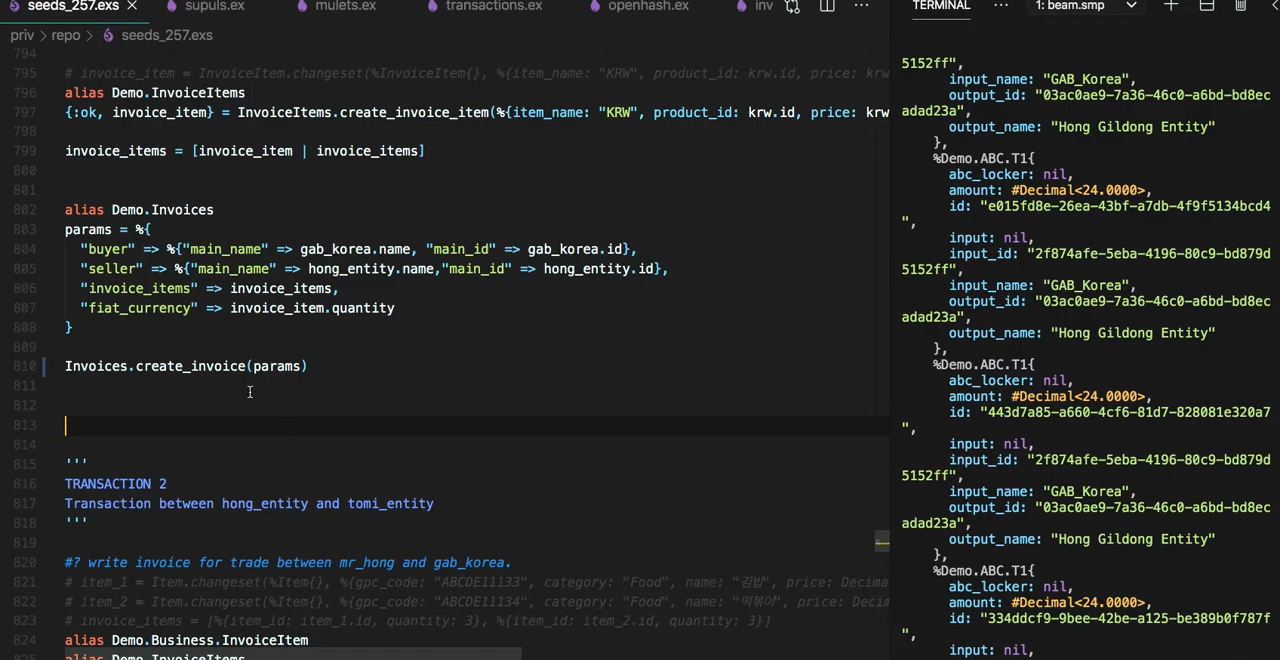 seeds_257.exs
supuls.ex
mulets.ex
transactions.ex
openhash.ex
inv
priv > repo > seeds_257.exs
794
795 # invoice_item = InvoiceItem.changeset(%InvoiceItem{}, %{item_name: "KRW", product_id: krw.id, price: krw
796 alias Demo.InvoiceItems
797 {:ok, invoice_item} = InvoiceItems.create_invoice_item(%{item_name: "KRW", product_id: krw.id, price: krw
798
799 invoice_items = [invoice_item | invoice_items]
800
801
802 alias Demo.Invoices
803 params = %{
804 "buyer" => %{"main_name" => gab_korea.name, "main_id" => gab_korea.id},
805 "seller" => %{"main_name" => hong_entity.name,"main_id" => hong_entity.id},
806 "invoice_items" => invoice_items,
807 "fiat_currency" => invoice_item.quantity
808 }
809
810 Invoices.create_invoice(params)
811
812
813
814
815 '''
816 TRANSACTION 2
817 Transaction between hong_entity and tomi_entity
818 '''
819
820 #? write invoice for trade between mr_hong and gab_korea.
821 # item_1 = Item.changeset(%Item{}, %{gpc_code: "ABCDE11133", category: "Food", name: "김밥", price: Decima
822 # item_2 = Item.changeset(%Item{}, %{gpc_code: "ABCDE11134", category: "Food", name: "떡볶이", price: Decim
823 # invoice_items = [%{item_id: item_1.id, quantity: 3}, %{item_id: item_2.id, quantity: 3}]
824 alias Demo.Business.InvoiceItem
825 alias Demo.InvoiceItems
TERMINAL
1: beam.smp
5152ff",
input_name: "GAB_Korea",
output_id: "03ac0ae9-7a36-46c0-a6bd-bd8ec
adad23a",
output_name: "Hong Gildong Entity"
},
%Demo.ABC.T1{
abc_locker: nil,
amount: #Decimal<24.0000>,
id: "e015fd8e-26ea-43bf-a7db-4f9f5134bcd4
",
input: nil,
input_id: "2f874afe-5eba-4196-80c9-bd879d
5152ff",
input_name: "GAB_Korea",
output_id: "03ac0ae9-7a36-46c0-a6bd-bd8ec
adad23a",
output_name: "Hong Gildong Entity"
},
%Demo.ABC.T1{
abc_locker: nil,
amount: #Decimal<24.0000>,
id: "443d7a85-a660-4cf6-81d7-828081e320a7
",
input: nil,
input_id: "2f874afe-5eba-4196-80c9-bd879d
5152ff",
input_name: "GAB_Korea",
output_id: "03ac0ae9-7a36-46c0-a6bd-bd8ec
adad23a",
output_name: "Hong Gildong Entity"
},
%Demo.ABC.T1{
abc_locker: nil,
amount: #Decimal<24.0000>,
id: "334ddcf9-9bee-42be-a125-be389b0f787f
",
input: nil,